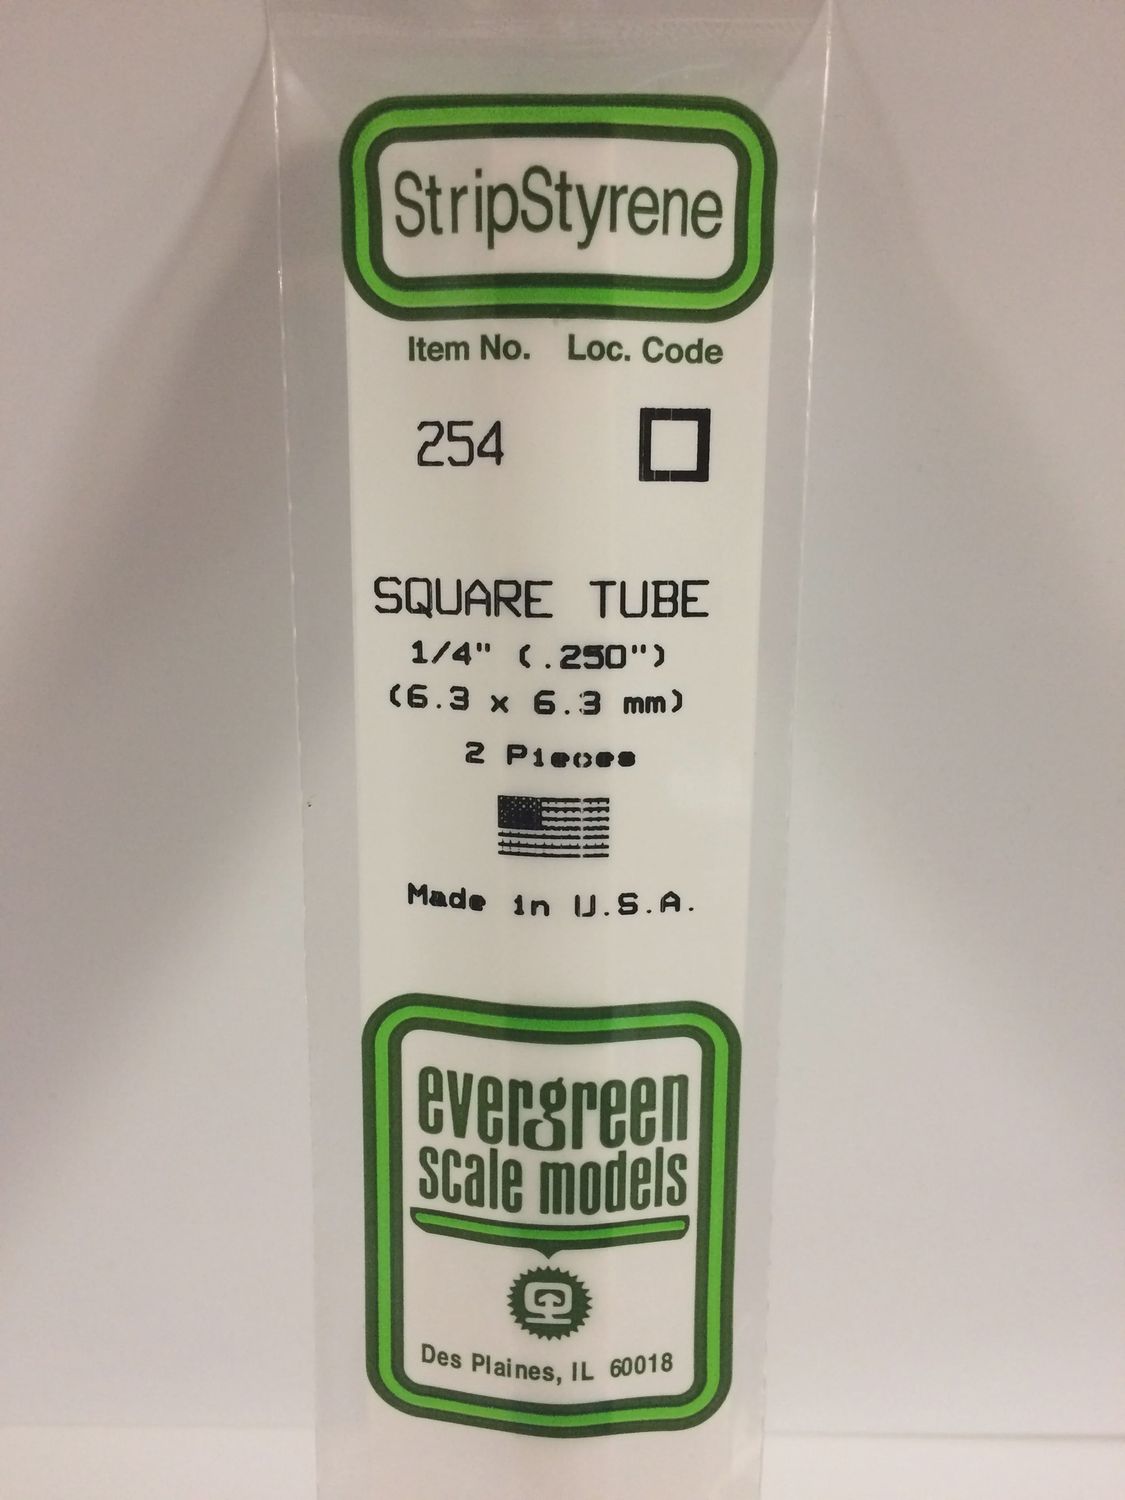 StripStyrene
Item No. Loc. Code
254
SQUARE TUBE
1/4" (.250")
(6.3 x 6.3 mm)
2 Pieces
Made in U.S.A.
evergreen
scale models
Des Plaines, IL 60018